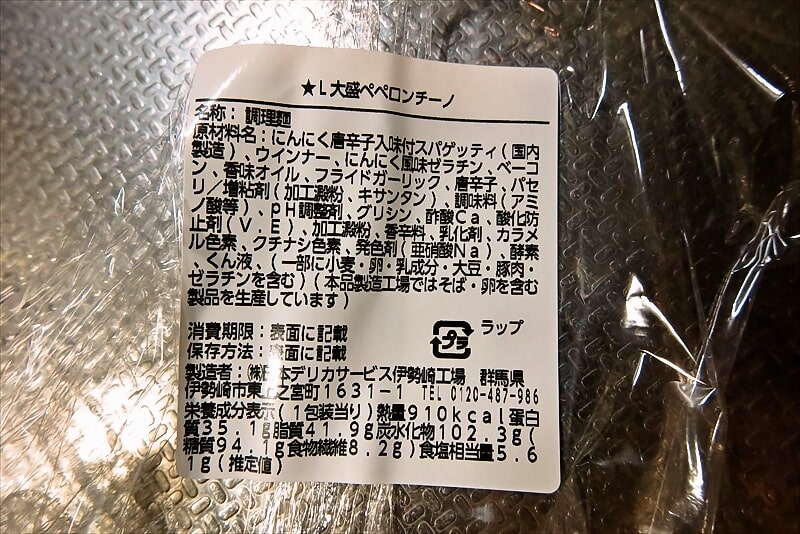 ★L大盛ペペロンチーノ
名称：調理麺
原材料名：にんにく唐辛子入味付スパゲッティ（国内
製造）、ウインナー、にんにく風味ゼラチン、ベーコ
ン、香味オイル、フライドガーリック、唐辛子、パセ
リ／増粘剤（加工澱粉、キサンタン）、調味料（アミ
ノ酸等）、pH調整剤、グリシン、酢酸Ca、酸化防
止剤（V.E）、加工澱粉、香辛料、乳化剤、カラメ
ル色素、クチナシ色素、発色剤（亜硝酸Na）、酵素
、くん液、（一部に小麦・卵・乳成分・大豆・豚肉・
ゼラチンを含む）（本品製造工場ではそば・卵を含む
製品を生産しています）
消費期限：表面に記載
保存方法：表面に記載
プラ ラップ
製造者：㈱日本デリカサービス伊勢崎工場 群馬県
伊勢崎市東上之宮町1631－1 TEL 0120-487-986
栄養成分表示（1包装当り）熱量910kcal蛋白
質35.1g脂質41.9g炭水化物102.3g（
糖質94.1g食物繊維8.2g）食塩相当量5.6
1g（推定値）